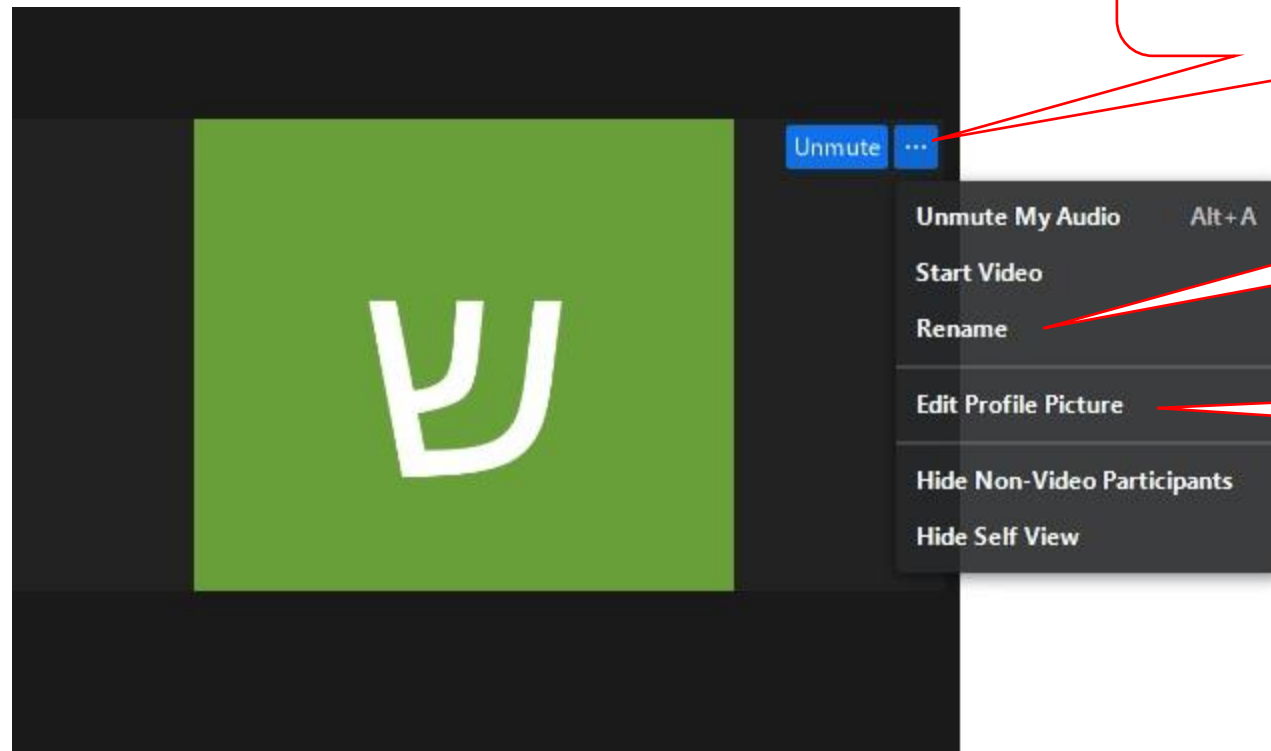 Unmute ...
Unmute My Audio Alt+A
Start Video
Rename
Edit Profile Picture
Hide Non-Video Participants
Hide Self View
ש